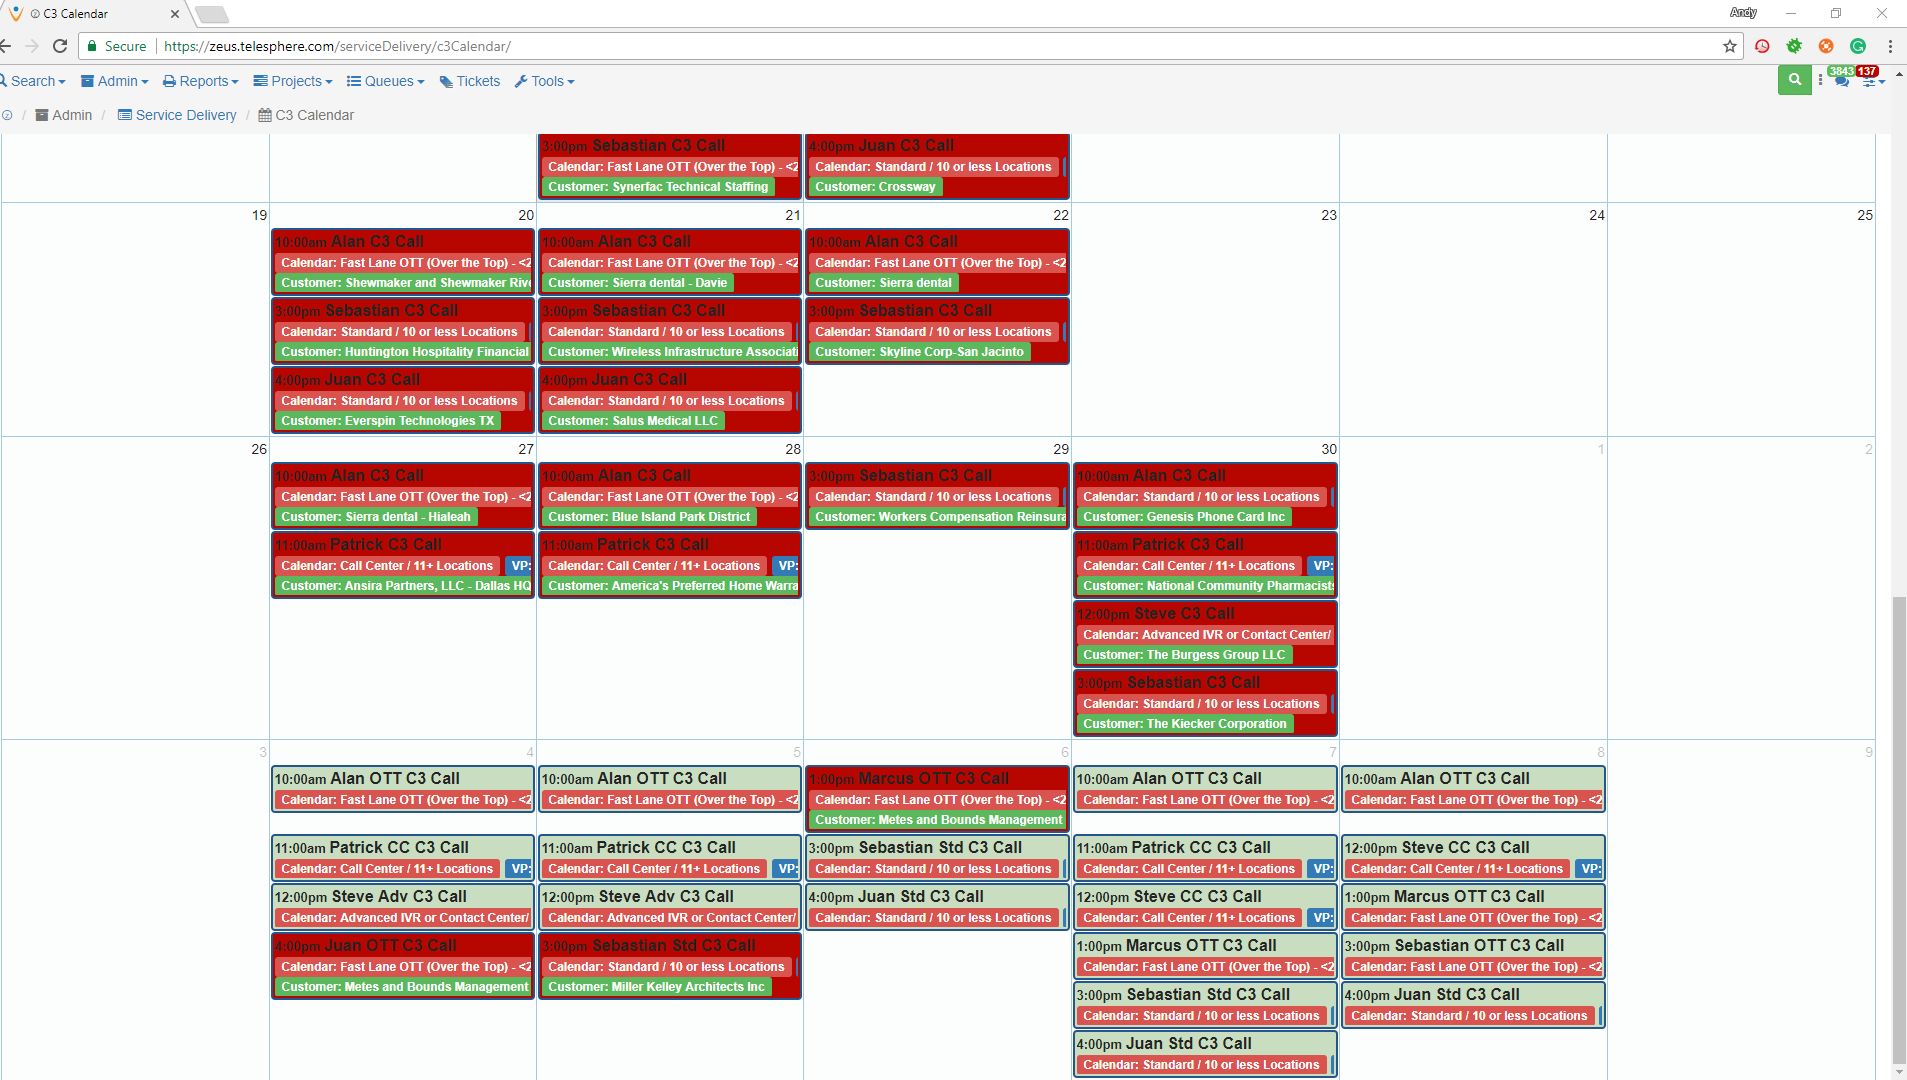 C3 Calendar
Andy
Secure
https://zeus.telesphere.com/serviceDelivery/c3Calendar/
Search Admin Reports Projects Queues Tickets Tools
3843 137
/ Admin / Service Delivery / C3 Calendar
3:00pm Sebastian C3 Call
Calendar: Fast Lane OTT (Over the Top) - <2
Customer: Synerfac Technical Staffing
4:00pm Juan C3 Call
Calendar: Standard / 10 or less Locations
Customer: Crossway
19
20
21
22
23
24
25
10:00am Alan C3 Call
Calendar: Fast Lane OTT (Over the Top) - <2
Customer: Shewmaker and Shewmaker Rive
3:00pm Sebastian C3 Call
Calendar: Standard / 10 or less Locations
Customer: Huntington Hospitality Financial
4:00pm Juan C3 Call
Calendar: Standard / 10 or less Locations
Customer: Everspin Technologies TX
10:00am Alan C3 Call
Calendar: Fast Lane OTT (Over the Top) - <2
Customer: Sierra dental - Davie
3:00pm Sebastian C3 Call
Calendar: Standard / 10 or less Locations
Customer: Wireless Infrastructure Associati
4:00pm Juan C3 Call
Calendar: Standard / 10 or less Locations
Customer: Salus Medical LLC
10:00am Alan C3 Call
Calendar: Fast Lane OTT (Over the Top) - <2
Customer: Sierra dental
3:00pm Sebastian C3 Call
Calendar: Standard / 10 or less Locations
Customer: Skyline Corp-San Jacinto
26
27
28
29
30
1
2
10:00am Alan C3 Call
Calendar: Fast Lane OTT (Over the Top) - <2
Customer: Sierra dental - Hialeah
11:00am Patrick C3 Call
Calendar: Call Center / 11+ Locations VP:
Customer: Ansira Partners, LLC - Dallas HQ
10:00am Alan C3 Call
Calendar: Fast Lane OTT (Over the Top) - <2
Customer: Blue Island Park District
11:00am Patrick C3 Call
Calendar: Call Center / 11+ Locations VP:
Customer: America's Preferred Home Warra
3:00pm Sebastian C3 Call
Calendar: Standard / 10 or less Locations
Customer: Workers Compensation Reinsura
10:00am Alan C3 Call
Calendar: Standard / 10 or less Locations
Customer: Genesis Phone Card Inc
11:00am Patrick C3 Call
Calendar: Call Center / 11+ Locations VP:
Customer: National Community Pharmacists
12:00pm Steve C3 Call
Calendar: Advanced IVR or Contact Center/
Customer: The Burgess Group LLC
3:00pm Sebastian C3 Call
Calendar: Standard / 10 or less Locations
Customer: The Kiecker Corporation
3
4
5
6
7
8
9
10:00am Alan OTT C3 Call
Calendar: Fast Lane OTT (Over the Top) - <2
11:00am Patrick CC C3 Call
Calendar: Call Center / 11+ Locations VP:
12:00pm Steve Adv C3 Call
Calendar: Advanced IVR or Contact Center/
4:00pm Juan OTT C3 Call
Calendar: Fast Lane OTT (Over the Top) - <2
Customer: Metes and Bounds Management
10:00am Alan OTT C3 Call
Calendar: Fast Lane OTT (Over the Top) - <2
11:00am Patrick CC C3 Call
Calendar: Call Center / 11+ Locations VP:
12:00pm Steve Adv C3 Call
Calendar: Advanced IVR or Contact Center/
3:00pm Sebastian Std C3 Call
Calendar: Standard / 10 or less Locations
Customer: Miller Kelley Architects Inc
1:00pm Marcus OTT C3 Call
Calendar: Fast Lane OTT (Over the Top) - <2
Customer: Metes and Bounds Management
3:00pm Sebastian Std C3 Call
Calendar: Standard / 10 or less Locations
4:00pm Juan Std C3 Call
Calendar: Standard / 10 or less Locations
10:00am Alan OTT C3 Call
Calendar: Fast Lane OTT (Over the Top) - <2
11:00am Patrick CC C3 Call
Calendar: Call Center / 11+ Locations VP:
12:00pm Steve CC C3 Call
Calendar: Call Center / 11+ Locations VP:
1:00pm Marcus OTT C3 Call
Calendar: Fast Lane OTT (Over the Top) - <2
3:00pm Sebastian Std C3 Call
Calendar: Standard / 10 or less Locations
4:00pm Juan Std C3 Call
Calendar: Standard / 10 or less Locations
10:00am Alan OTT C3 Call
Calendar: Fast Lane OTT (Over the Top) - <2
12:00pm Steve CC C3 Call
Calendar: Call Center / 11+ Locations VP:
1:00pm Marcus OTT C3 Call
Calendar: Fast Lane OTT (Over the Top) - <2
3:00pm Sebastian OTT C3 Call
Calendar: Fast Lane OTT (Over the Top) - <2
4:00pm Juan Std C3 Call
Calendar: Standard / 10 or less Locations